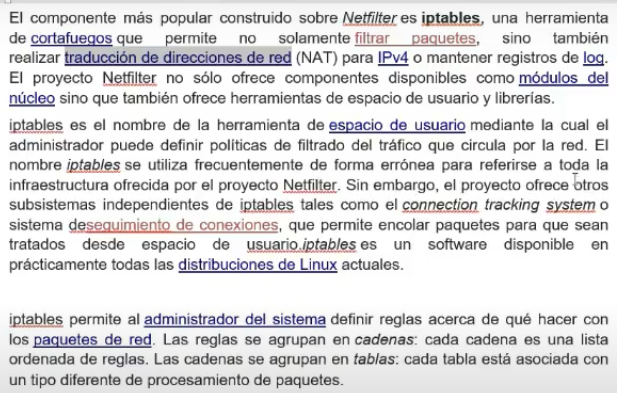 El componente más popular construido sobre Netfilter es iptables, una herramienta
de cortafuegos que permite no solamente filtrar paquetes, sino también
realizar traducción de direcciones de red (NAT) para IPv4 o mantener registros de log.
El proyecto Netfilter no sólo ofrece componentes disponibles como módulos del
núcleo sino que también ofrece herramientas de espacio de usuario y librerías.
iptables es el nombre de la herramienta de espacio de usuario mediante la cual el
administrador puede definir políticas de filtrado del tráfico que circula por la red. El
nombre iptables se utiliza frecuentemente de forma errónea para referirse a toda la
infraestructura ofrecida por el proyecto Netfilter. Sin embargo, el proyecto ofrece otros
subsistemas independientes de iptables tales como el connection tracking system o
sistema deseguimiento de conexiones, que permite encolar paquetes para que sean
tratados desde espacio de usuario.iptables es un software disponible en
prácticamente todas las distribuciones de Linux actuales.
iptables permite al administrador del sistema definir reglas acerca de qué hacer con
los paquetes de red. Las reglas se agrupan en cadenas: cada cadena es una lista
ordenada de reglas. Las cadenas se agrupan en tablas: cada tabla está asociada con
un tipo diferente de procesamiento de paquetes.